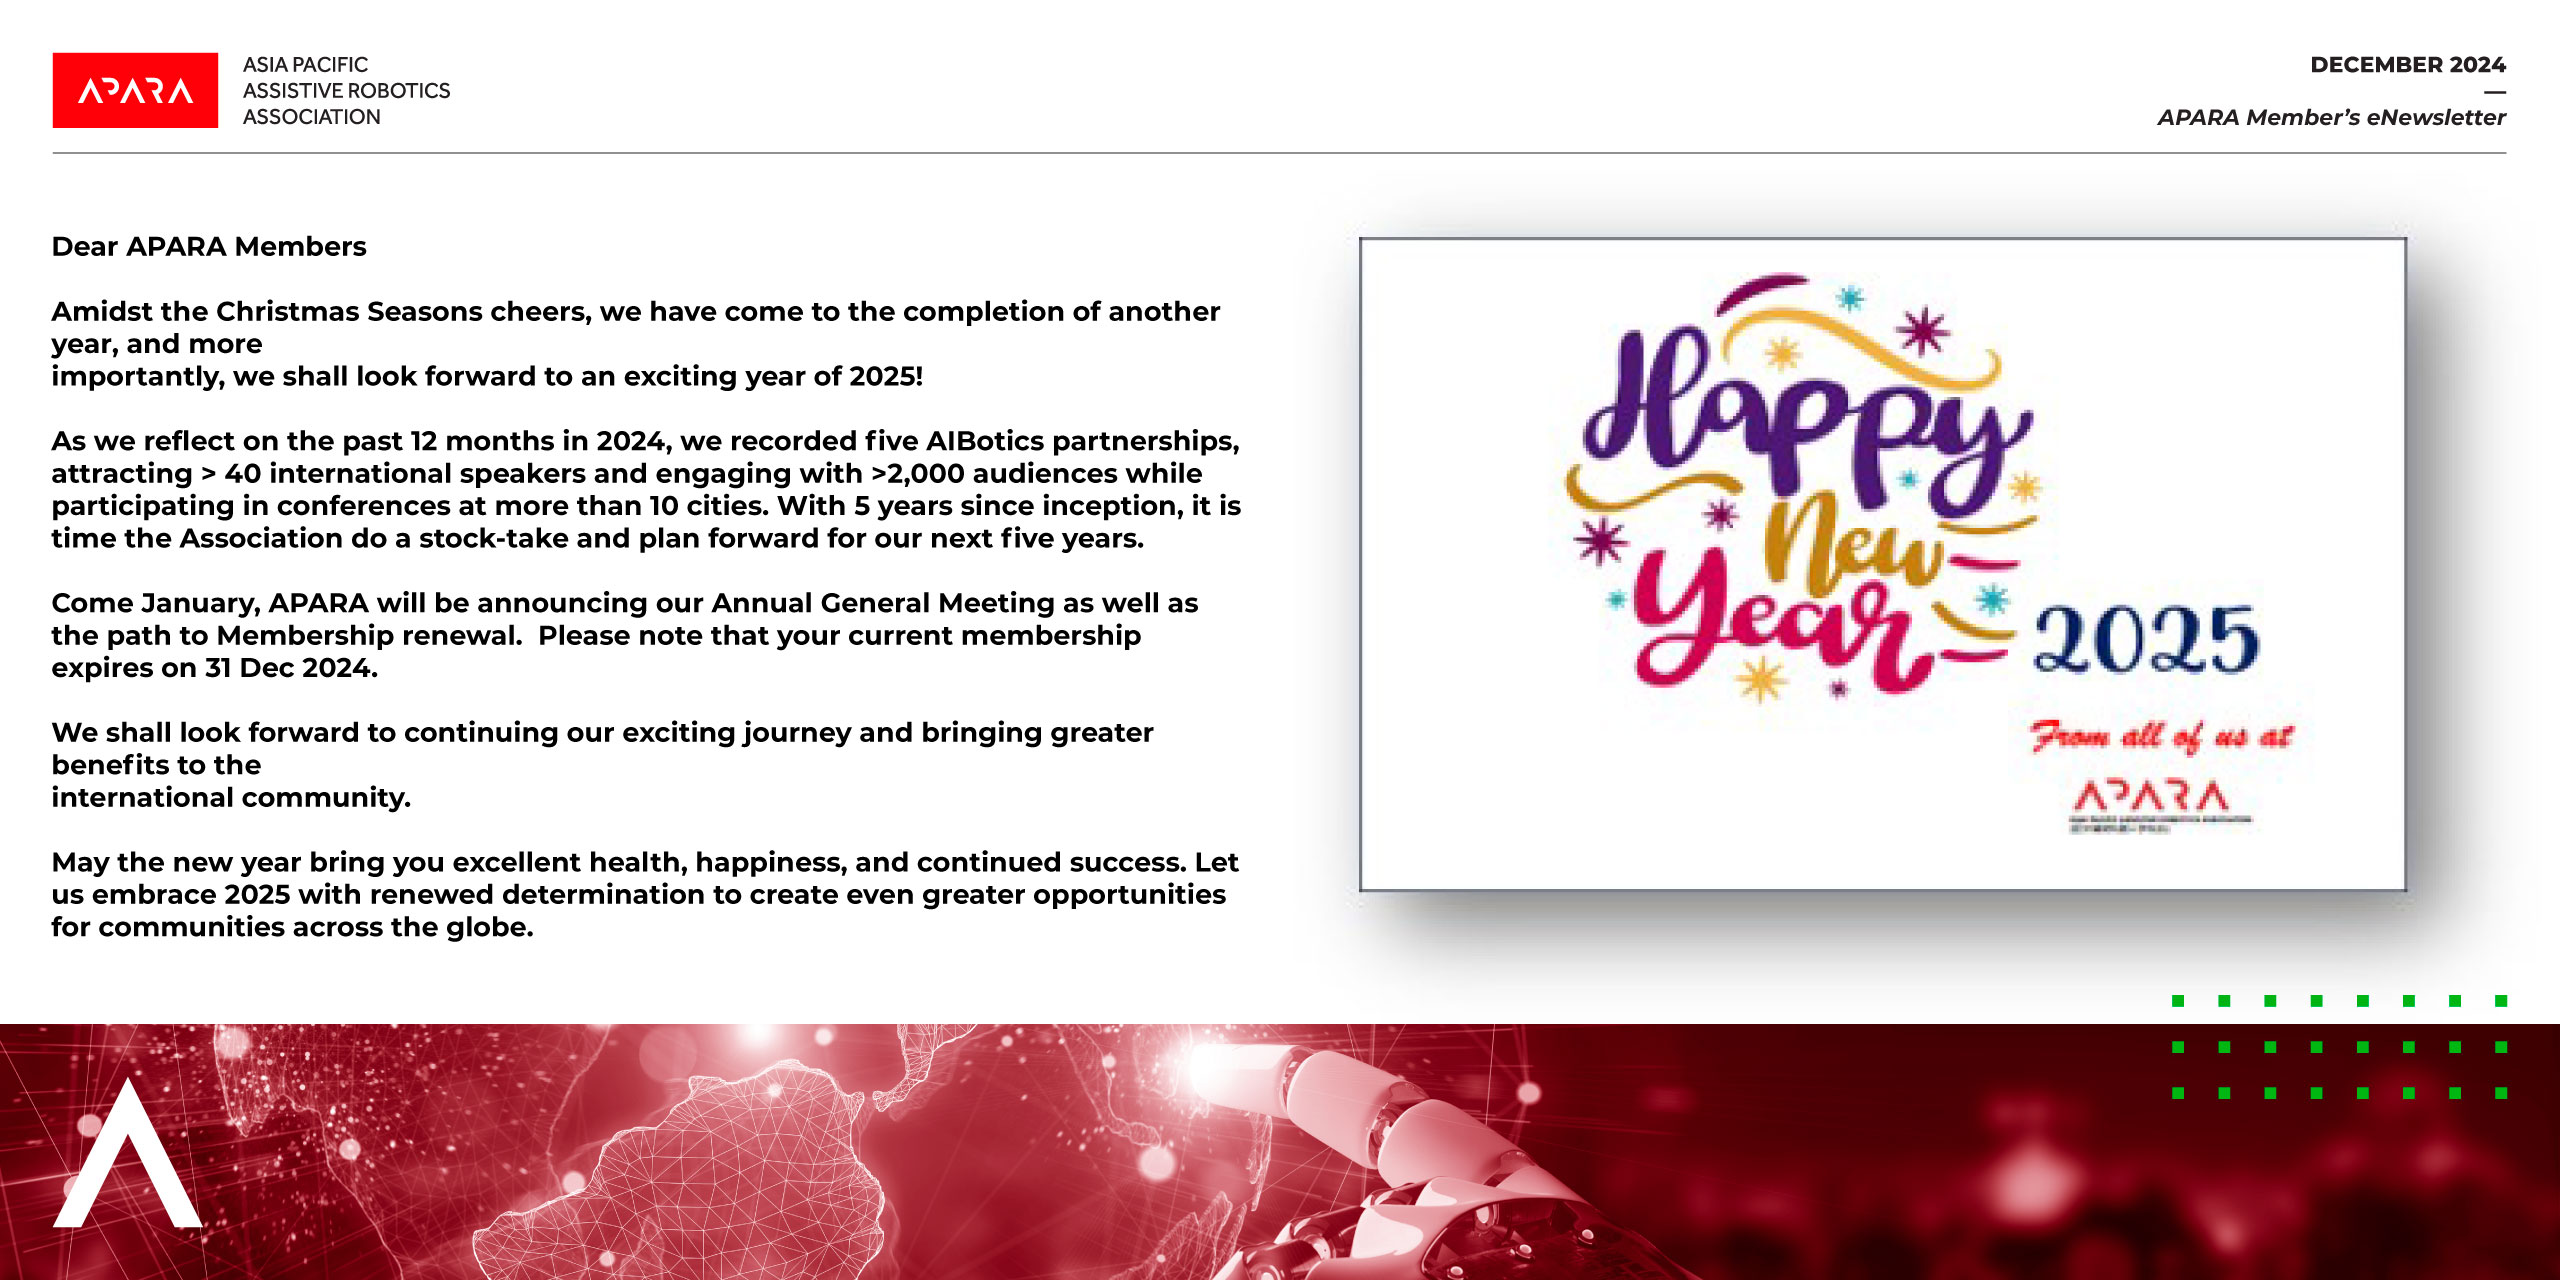 APARA
ASIA PACIFIC
ASSISTIVE ROBOTICS
ASSOCIATION
DECEMBER 2024
—
APARA Member’s eNewsletter
Dear APARA Members
Amidst the Christmas Seasons cheers, we have come to the completion of another
year, and more
importantly, we shall look forward to an exciting year of 2025!
As we reflect on the past 12 months in 2024, we recorded five AIBotics partnerships,
attracting > 40 international speakers and engaging with >2,000 audiences while
participating in conferences at more than 10 cities. With 5 years since inception, it is
time the Association do a stock-take and plan forward for our next five years.
Come January, APARA will be announcing our Annual General Meeting as well as
the path to Membership renewal.  Please note that your current membership
expires on 31 Dec 2024.
We shall look forward to continuing our exciting journey and bringing greater
benefits to the
international community.
May the new year bring you excellent health, happiness, and continued success. Let
us embrace 2025 with renewed determination to create even greater opportunities
for communities across the globe.
Happy
New
Year
2025
From all of us at
APARA